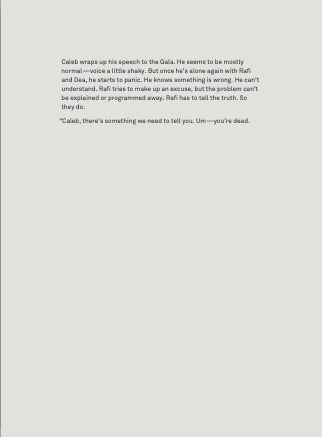 Caleb wraps up his speech to the Gala. He seems to be mostly
normal—voice a little shaky. But once he's alone again with Rafi
and Dea, he starts to panic. He knows something is wrong. He can't
understand. Rafi tries to make up an excuse, but the problem can't
be explained or programmed away. Rafi has to tell the truth. So
they do.
“Caleb, there's something we need to tell you. Um—you're dead.